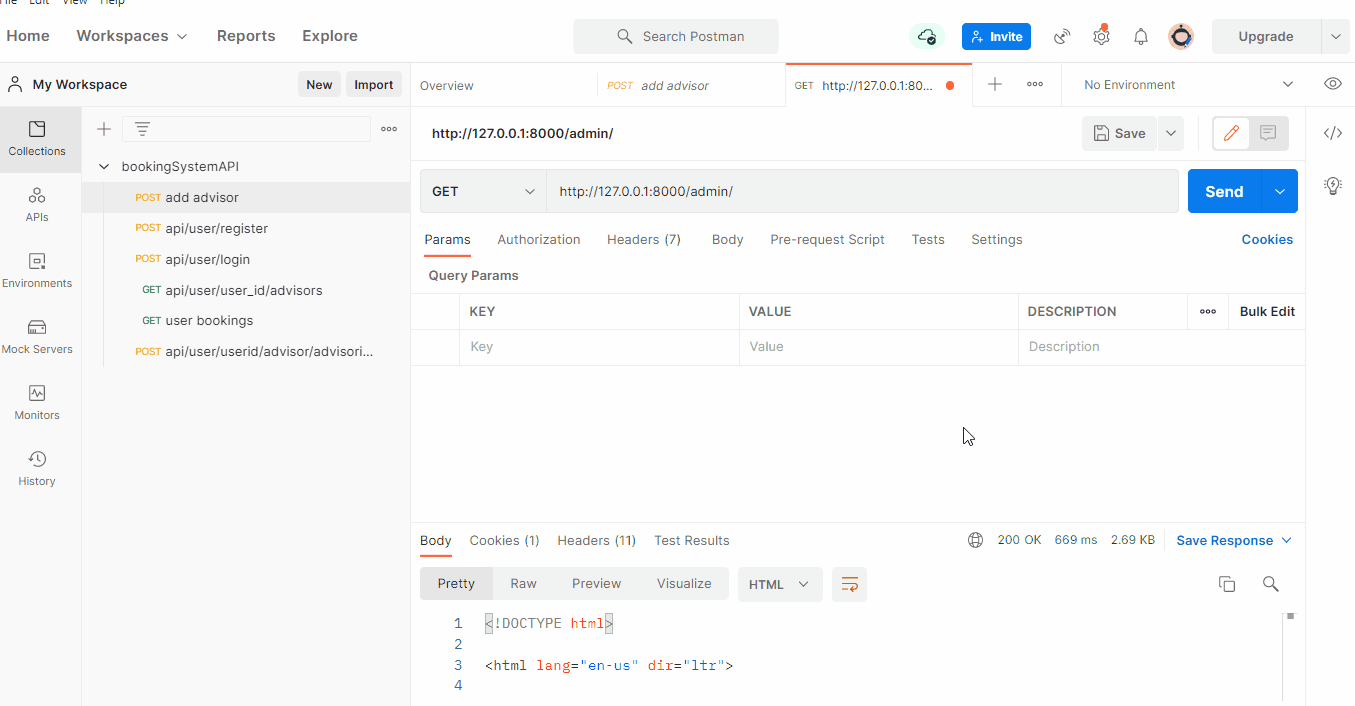 File Edit View Help
Home Workspaces Reports Explore Search Postman Invite Upgrade
My Workspace New Import Overview POST add advisor GET http://127.0.0.1:80... No Environment
Collections
APIs
Environments
Mock Servers
Monitors
History
bookingSystemAPI
POST add advisor
POST api/user/register
POST api/user/login
GET api/user/user_id/advisors
GET user bookings
POST api/user/userid/advisor/advisori...
http://127.0.0.1:8000/admin/ Save
GET http://127.0.0.1:8000/admin/ Send
Params Authorization Headers (7) Body Pre-request Script Tests Settings Cookies
Query Params
KEY VALUE DESCRIPTION Bulk Edit
Key Value Description
Body Cookies (1) Headers (11) Test Results 200 OK 669 ms 2.69 KB Save Response
Pretty Raw Preview Visualize HTML
1 <!DOCTYPE html>
2
3 <html lang="en-us" dir="ltr">
4